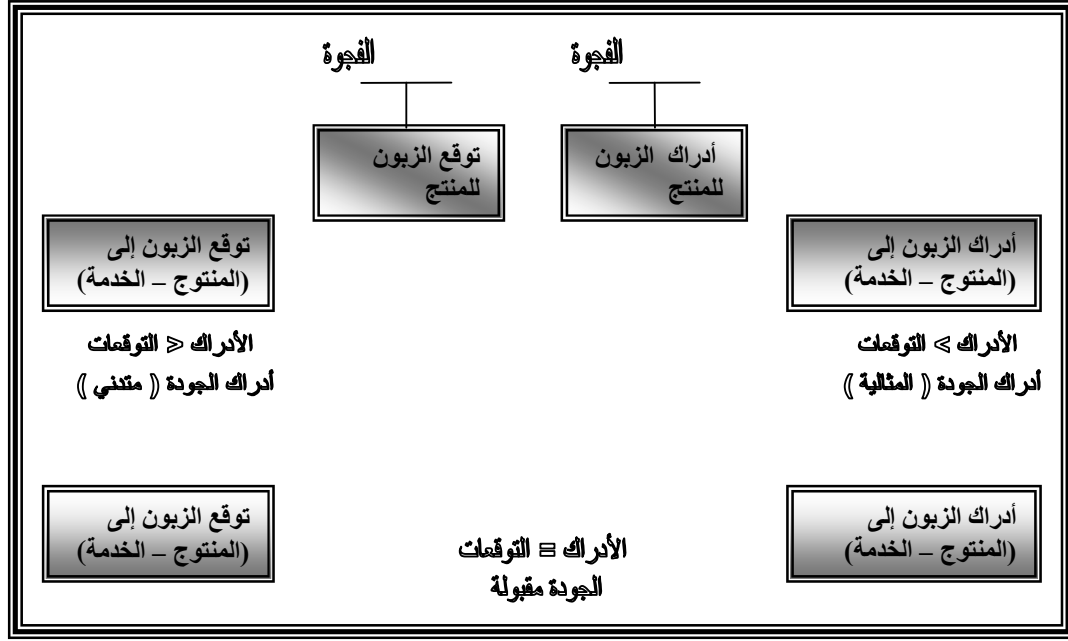 الفجوة
الفجوة
أدراك الزبون
للمنتج
توقع الزبون
للمنتج
أدراك الزبون إلى
(المنتوج – الخدمة)
توقع الزبون إلى
(المنتوج – الخدمة)
الأدراك > التوقعات
أدراك الجودة ( المثالية )
الأدراك < التوقعات
أدراك الجودة ( متدني )
أدراك الزبون إلى
(المنتوج – الخدمة)
توقع الزبون إلى
(المنتوج – الخدمة)
الأدراك = التوقعات
الجودة مقبولة